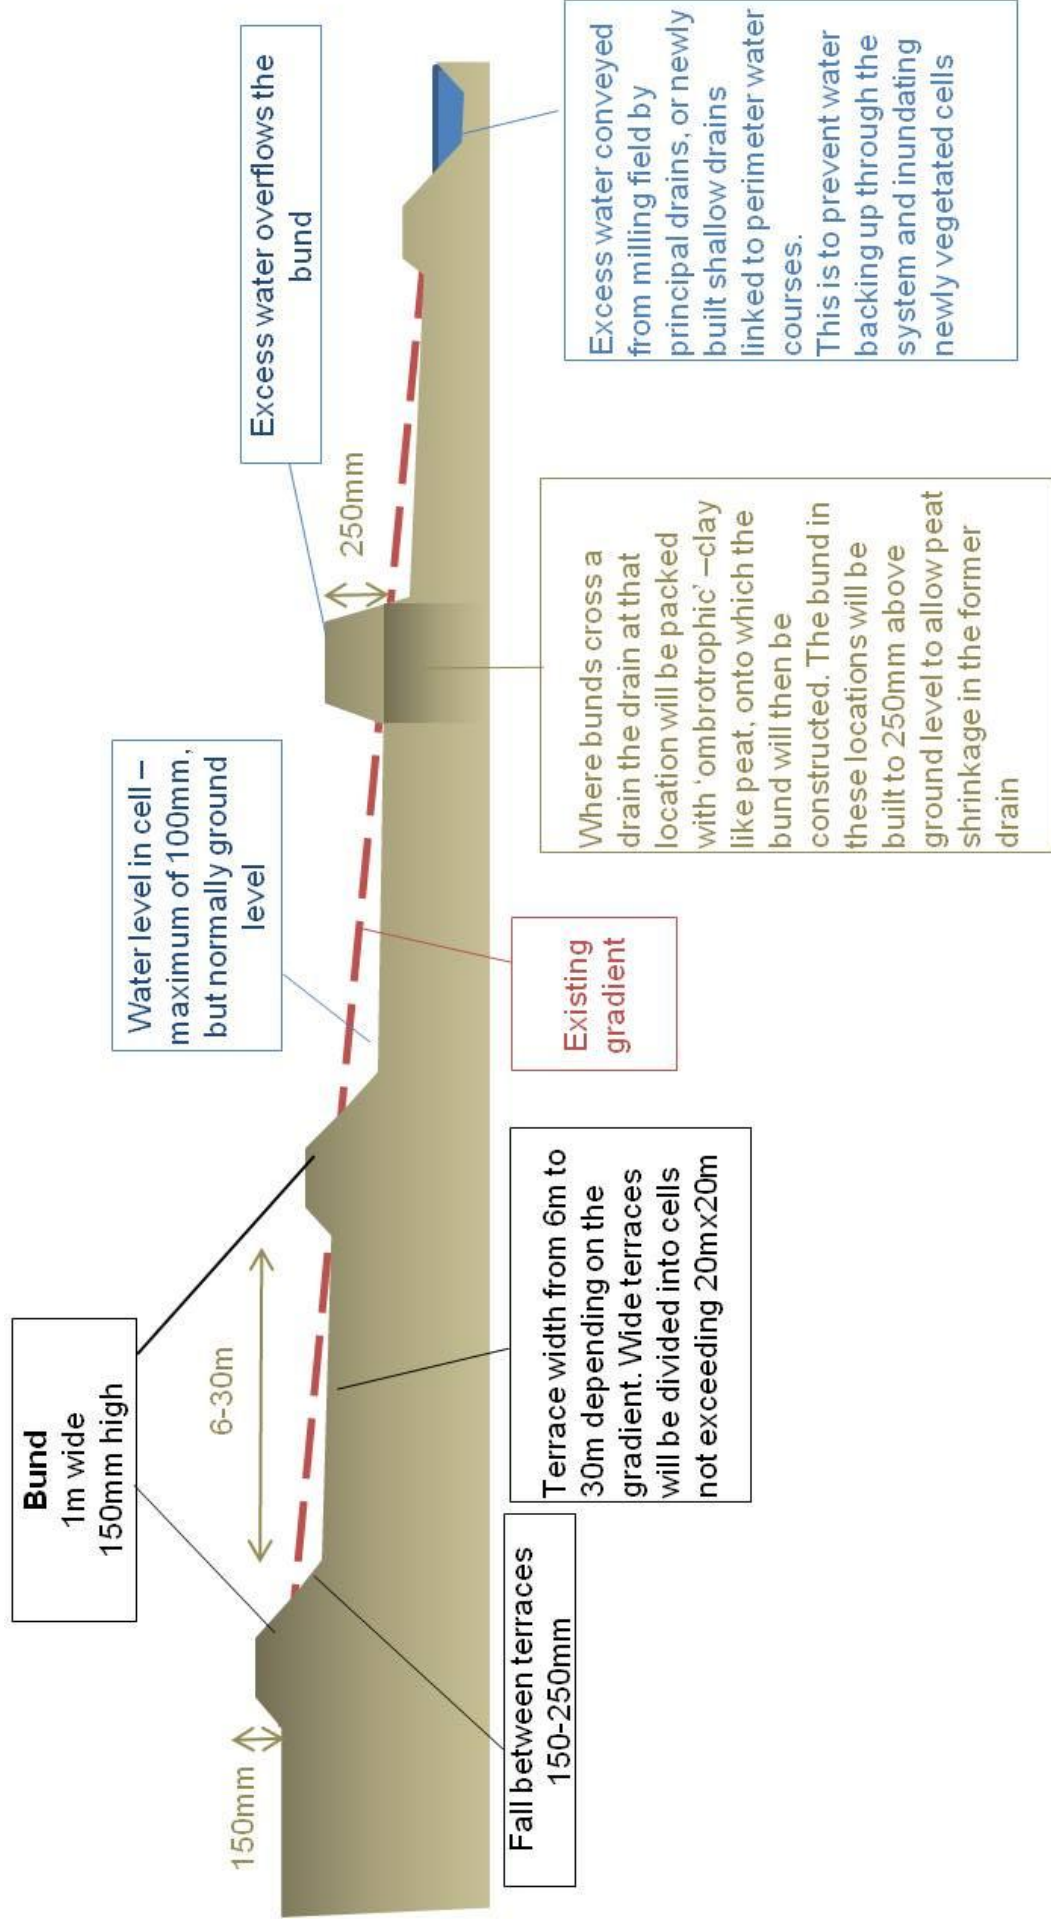 Bund
1m wide
150mm high
150mm
6-30m
Fall between terraces
150-250mm
Terrace width from 6m to
30m depending on the
gradient. Wide terraces
will be divided into cells
not exceeding 20mx20m
Water level in cell –
maximum of 100mm,
but normally ground
level
Existing
gradient
250mm
Excess water overflows the
bund
Where bunds cross a
drain the drain at that
location will be packed
with ‘ombrotrophic’ –clay
like peat, onto which the
bund will then be
constructed. The bund in
these locations will be
built to 250mm above
ground level to allow peat
shrinkage in the former
drain
Excess water conveyed
from milling field by
principal drains, or newly
built shallow drains
linked to perimeter water
courses.
This is to prevent water
backing up through the
system and inundating
newly vegetated cells